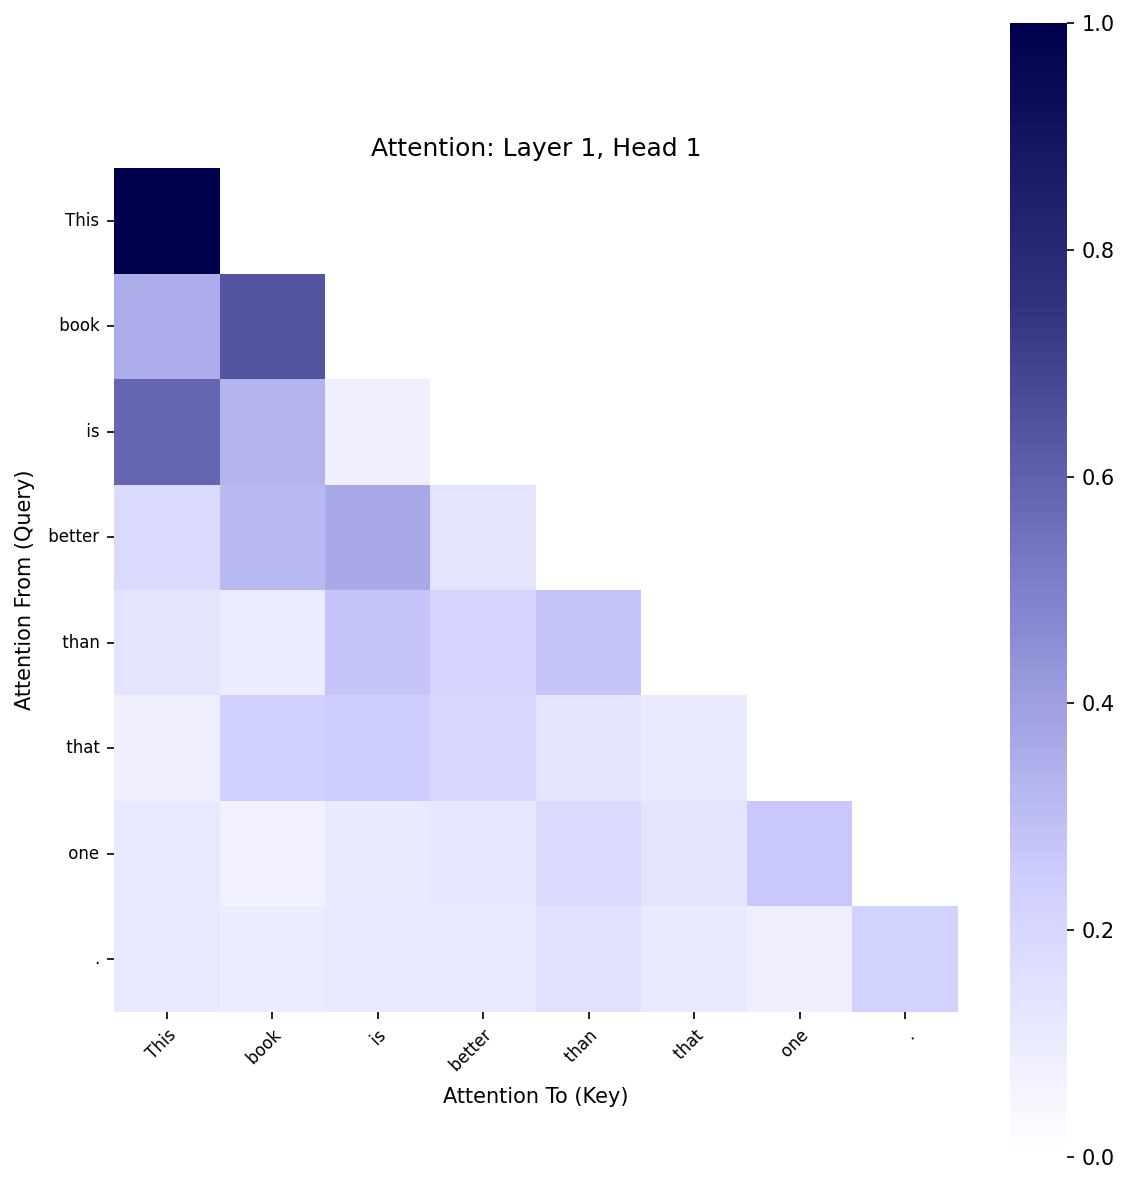 Attention: Layer 1, Head 1
Attention From (Query)
This
book
is
better
than
that
one
.
This
book
is
better
than
that
one
.
Attention To (Key)
1.0
0.8
0.6
0.4
0.2
0.0